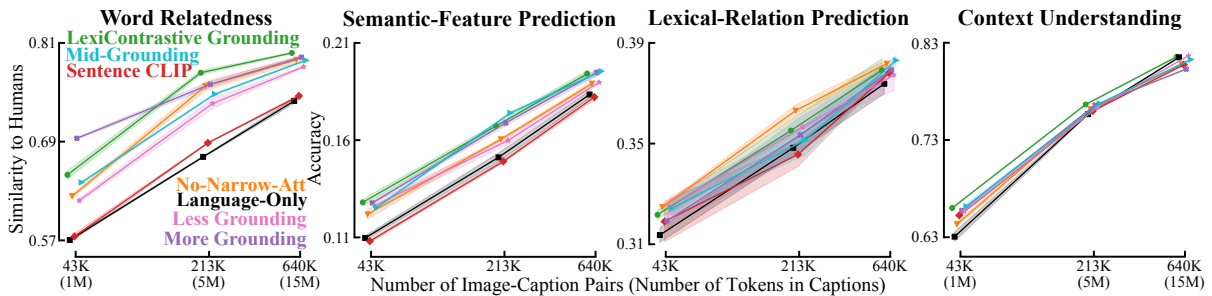 Word Relatedness
Semantic-Feature Prediction
Lexical-Relation Prediction
Context Understanding
Similarity to Humans
0.81
0.69
0.57
LexiContrastive Grounding
Mid-Grounding
Sentence CLIP
No-Narrow-Att
Language-Only
Less Grounding
More Grounding
43K
(1M)
213K
(5M)
640K
(15M)
Accuracy
0.21
0.16
0.11
43K
213K
640K
0.39
0.35
0.31
43K
213K
640K
0.83
0.73
0.63
43K
(1M)
213K
(5M)
640K
(15M)
Number of Image-Caption Pairs (Number of Tokens in Captions)